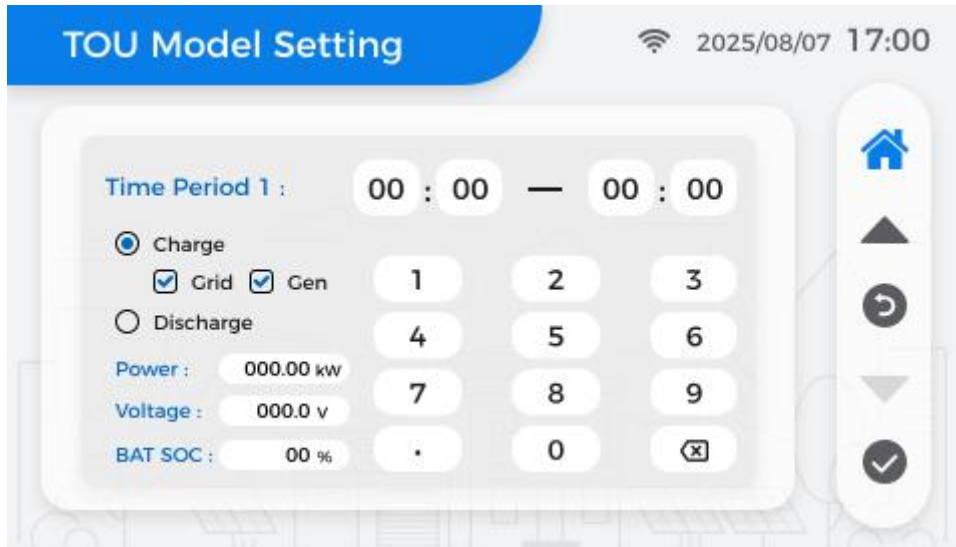 TOU Model Setting
2025/08/07 17:00
Time Period 1 : 00 : 00 — 00 : 00
Charge
Grid Gen
Discharge
Power : 000.00 kW
Voltage : 000.0 V
BAT SOC : 00 %
1 2 3
4 5 6
7 8 9
. 0